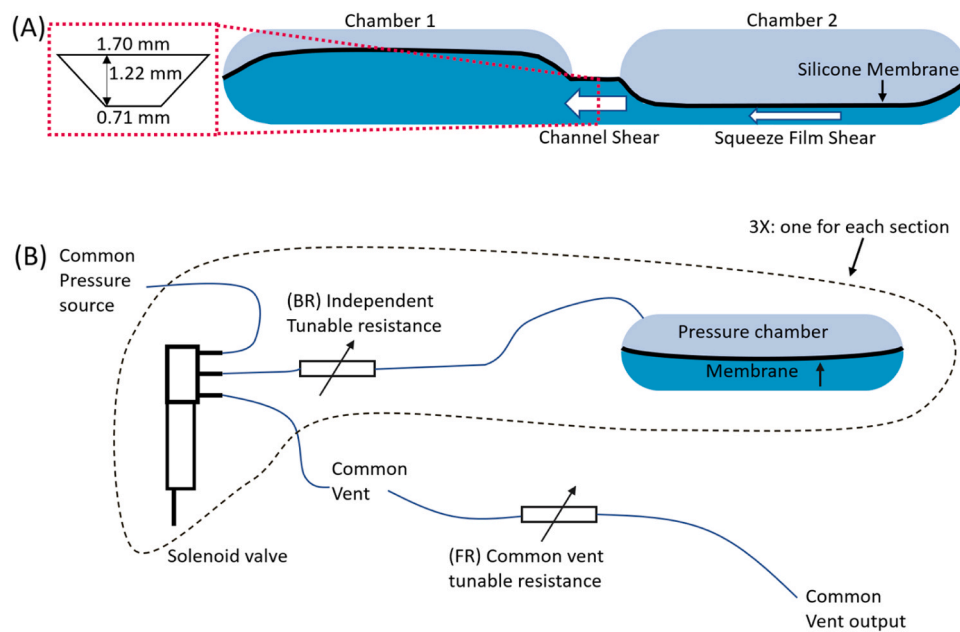 (A)
1.70 mm
1.22 mm
0.71 mm
Chamber 1
Chamber 2
Silicone Membrane
Channel Shear
Squeeze Film Shear
3X: one for each section
(B)
Common
Pressure
source
(BR) Independent
Tunable resistance
Pressure chamber
Membrane
Common
Vent
Solenoid valve
(FR) Common vent
tunable resistance
Common
Vent output